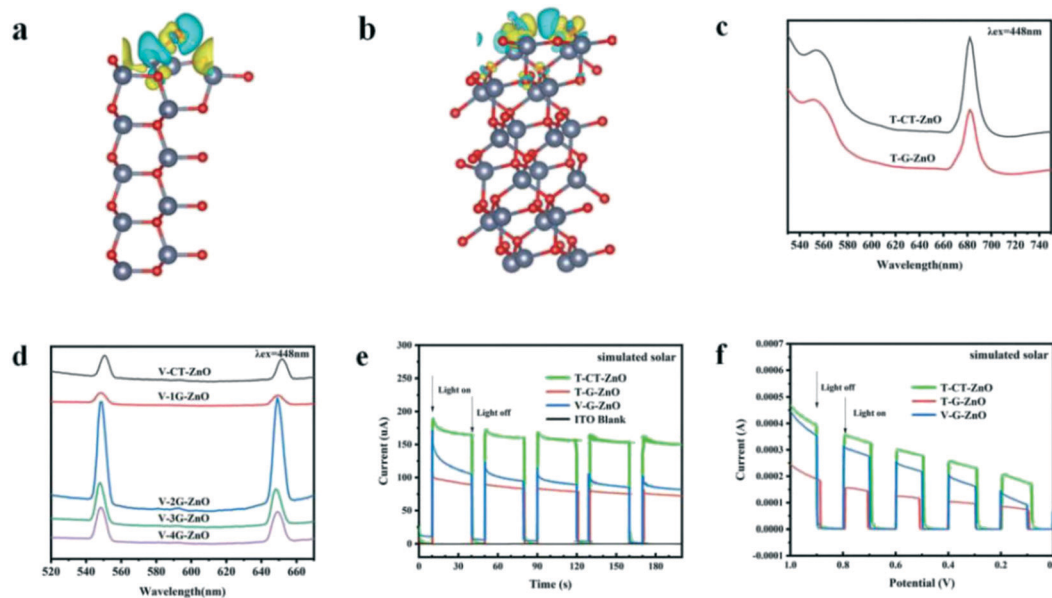 a
b
c
λex=448nm
T-CT-ZnO
T-G-ZnO
530 540 560 580 600 620 640 660 680 700 720 740
Wavelength(nm)
d
λex=448nm
V-CT-ZnO
V-1G-ZnO
V-2G-ZnO
V-3G-ZnO
V-4G-ZnO
520 540 560 580 600 620 640 660
Wavelength(nm)
e
simulated solar
Light on
Light off
T-CT-ZnO
T-G-ZnO
V-G-ZnO
ITO Blank
300
250
200
150
100
50
0
0 30 60 90 120 150 180
Current (uA)
Time (s)
f
simulated solar
Light off
Light on
T-CT-ZnO
T-G-ZnO
V-G-ZnO
0.0007
0.0006
0.0005
0.0004
0.0003
0.0002
0.0001
0.0000
-0.0001
1.0 0.8 0.6 0.4 0.2 0
Current (A)
Potential (V)